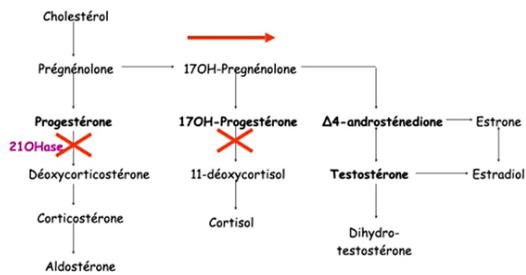 Cholestérol
Prégnénolone 17OH-Pregnénolone
Progestérone 17OH-Progestérone Δ4-androsténedione Estrone
21OHase
Déoxycorticostérone 11-déoxycortisol Testostérone Estradiol
Corticostérone Cortisol
Dihydro-
testostérone
Aldostérone